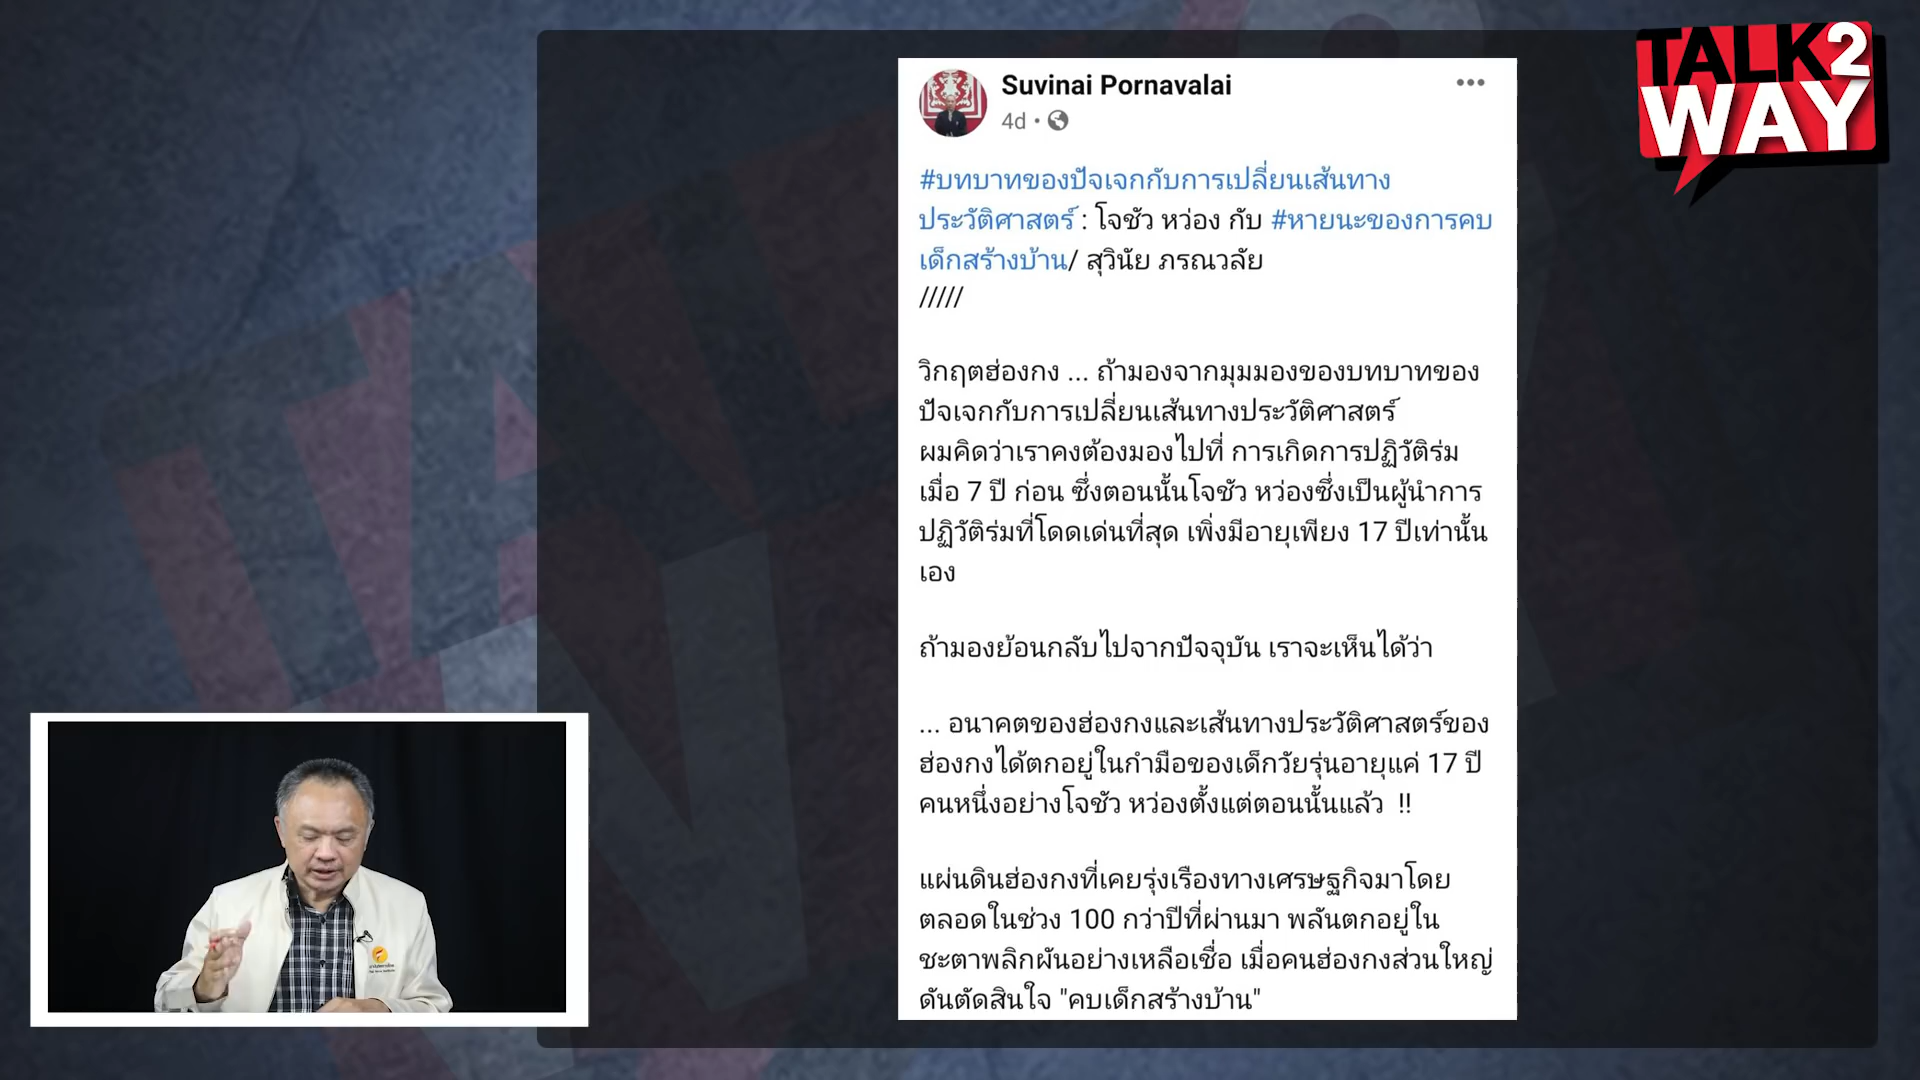 TALK2
WAY
Suvinai Pornavalai
4d
#บทบาทของปัจเจกกับการเปลี่ยนเส้นทาง
ประวัติศาสตร์ : โจชัว หว่อง กับ #หายนะของการคบ
เด็กสร้างบ้าน/ สุวินัย ภรณวลัย
/////
วิกฤตฮ่องกง ... ถ้ามองจากมุมมองของบทบาทของ
ปัจเจกกับการเปลี่ยนเส้นทางประวัติศาสตร์
ผมคิดว่าเราคงต้องมองไปที่ การเกิดการปฏิวัติร่ม
เมื่อ 7 ปี ก่อน ซึ่งตอนนั้นโจชัว หว่องซึ่งเป็นผู้นำการ
ปฏิวัติร่มที่โดดเด่นที่สุด เพิ่งมีอายุเพียง 17 ปีเท่านั้น
เอง
ถ้ามองย้อนกลับไปจากปัจจุบัน เราจะเห็นได้ว่า
... อนาคตของฮ่องกงและเส้นทางประวัติศาสตร์ของ
ฮ่องกงได้ตกอยู่ในกำมือของเด็กวัยรุ่นอายุแค่ 17 ปี
คนหนึ่งอย่างโจชัว หว่องตั้งแต่ตอนนั้นแล้ว !!
แผ่นดินฮ่องกงที่เคยรุ่งเรืองทางเศรษฐกิจมาโดย
ตลอดในช่วง 100 กว่าปีที่ผ่านมา พลันตกอยู่ใน
ชะตาพลิกผันอย่างเหลือเชื่อ เมื่อคนฮ่องกงส่วนใหญ่
ดันตัดสินใจ "คบเด็กสร้างบ้าน"